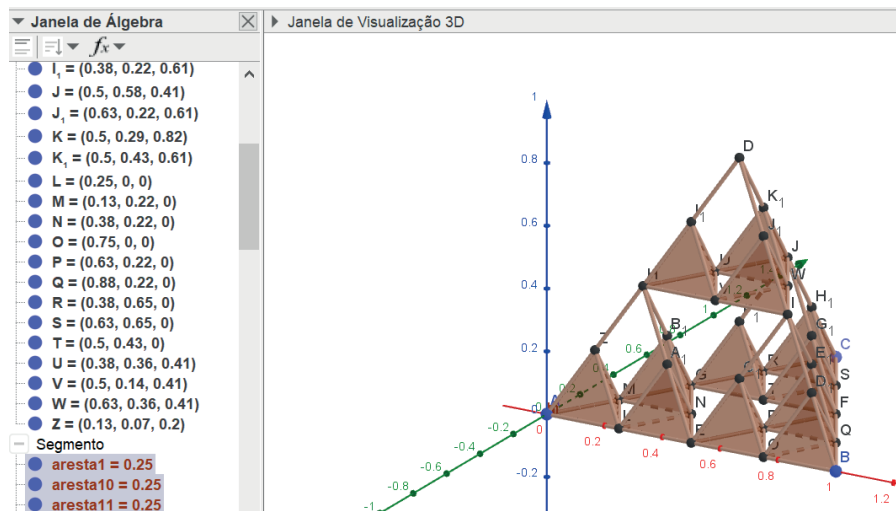 Janela de Álgebra
Janela de Visualização 3D
fx
I₁ = (0.38, 0.22, 0.61)
J = (0.5, 0.58, 0.41)
J₁ = (0.63, 0.22, 0.61)
K = (0.5, 0.29, 0.82)
K₁ = (0.5, 0.43, 0.61)
L = (0.25, 0, 0)
M = (0.13, 0.22, 0)
N = (0.38, 0.22, 0)
O = (0.75, 0, 0)
P = (0.63, 0.22, 0)
Q = (0.88, 0.22, 0)
R = (0.38, 0.65, 0)
S = (0.63, 0.65, 0)
T = (0.5, 0.43, 0)
U = (0.38, 0.36, 0.41)
V = (0.5, 0.14, 0.41)
W = (0.63, 0.36, 0.41)
Z = (0.13, 0.07, 0.2)
Segmento
aresta1 = 0.25
aresta10 = 0.25
aresta11 = 0.25
1
D
0.8
K₁
0.6
J
W
0.4
I
H₁
1
B
G₁
0.6
C
0.2
A₁
E
S
M
G
R
D
F
0
N
Q
-0.2
0.2
B
-0.4
0.4
-0.6
0.6
-0.8
0.8
-0.2
1
-1
1.2